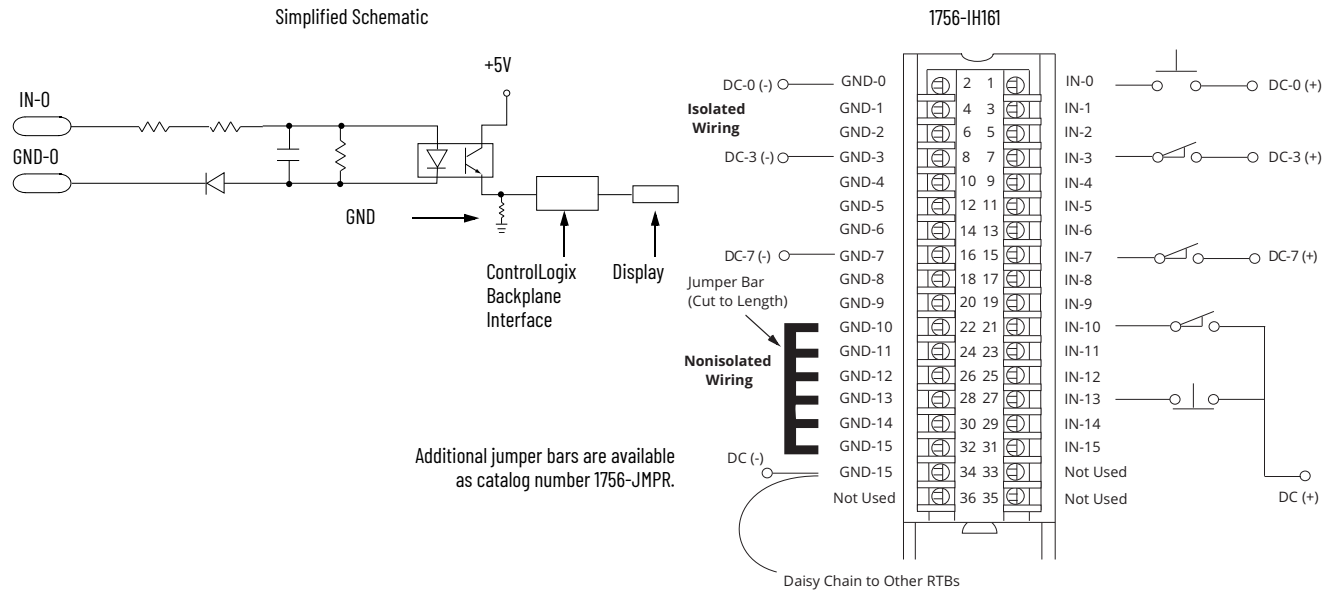 Simplified Schematic
+5V
IN-0
GND-0
GND
ControlLogix
Backplane
Interface
Display
Additional jumper bars are available
as catalog number 1756-JMPR.
1756-IH161
DC-0 (-)
GND-0
2 1
IN-0
DC-0 (+)
Isolated
Wiring
GND-1
4 3
IN-1
GND-2
6 5
IN-2
DC-3 (-)
GND-3
8 7
IN-3
DC-3 (+)
GND-4
10 9
IN-4
GND-5
12 11
IN-5
GND-6
14 13
IN-6
DC-7 (-)
GND-7
16 15
IN-7
DC-7 (+)
Jumper Bar
(Cut to Length)
GND-8
18 17
IN-8
GND-9
20 19
IN-9
GND-10
22 21
IN-10
Nonisolated
Wiring
GND-11
24 23
IN-11
GND-12
26 25
IN-12
GND-13
28 27
IN-13
GND-14
30 29
IN-14
GND-15
32 31
IN-15
DC (-)
GND-15
34 33
Not Used
DC (+)
Not Used
36 35
Not Used
Daisy Chain to Other RTBs